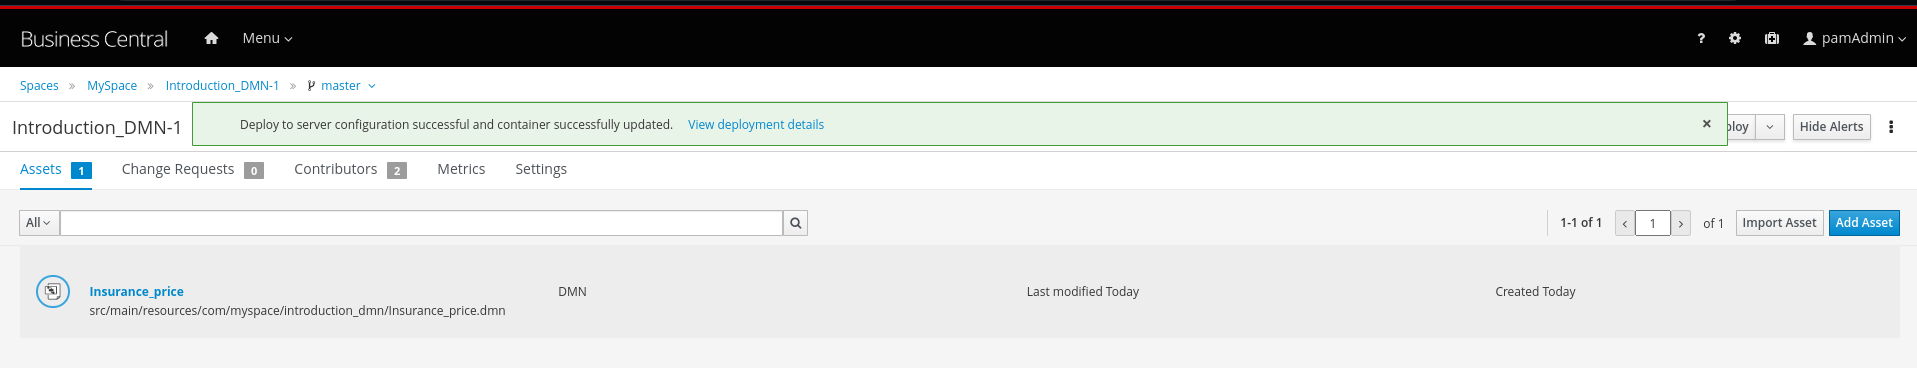 Business Central Menu ? pamAdmin
Spaces » MySpace » Introduction_DMN-1 » master
Introduction_DMN-1 Deploy to server configuration successful and container successfully updated. View deployment details × Hide Alerts
Assets 1 Change Requests 0 Contributors 2 Metrics Settings
All 1-1 of 1 < 1 > of 1 Import Asset Add Asset
Insurance_price DMN Last modified Today Created Today
src/main/resources/com/myspace/introduction_dmn/Insurance_price.dmn